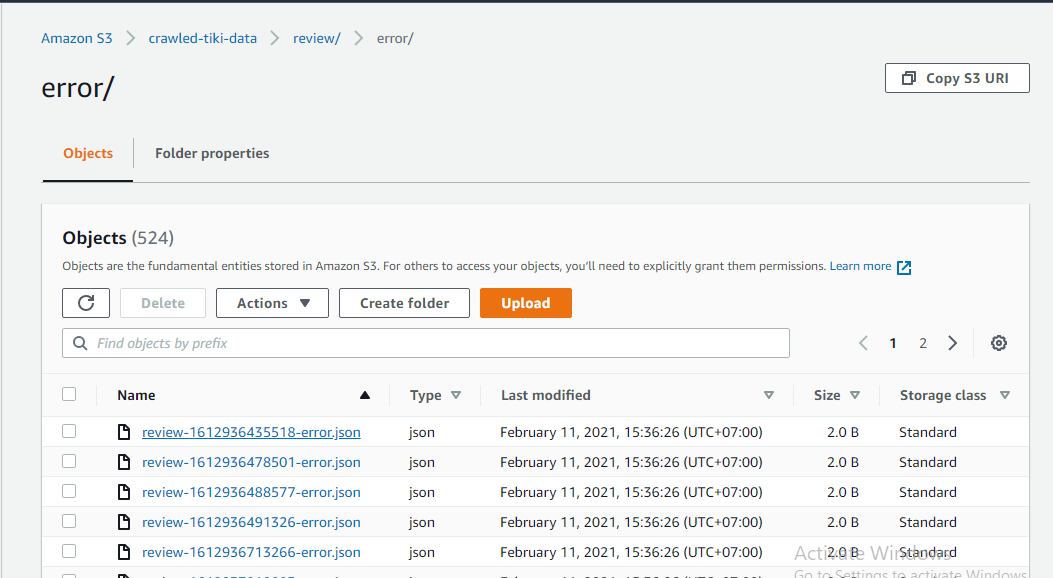 Amazon S3 > crawled-tiki-data > review/ > error/
error/
Copy S3 URI
Objects Folder properties
Objects (524)
Objects are the fundamental entities stored in Amazon S3. For others to access your objects, you'll need to explicitly grant them permissions. Learn more
Delete Actions Create folder Upload
Find objects by prefix 1 2
Name Type Last modified Size Storage class
review-1612936435518-error.json json February 11, 2021, 15:36:26 (UTC+07:00) 2.0 B Standard
review-1612936478501-error.json json February 11, 2021, 15:36:26 (UTC+07:00) 2.0 B Standard
review-1612936488577-error.json json February 11, 2021, 15:36:26 (UTC+07:00) 2.0 B Standard
review-1612936491326-error.json json February 11, 2021, 15:36:26 (UTC+07:00) 2.0 B Standard
review-1612936713266-error.json json February 11, 2021, 15:36:26 (UTC+07:00) 2.0 B Standard
Activate Windows
Go to Settings to activate Windows